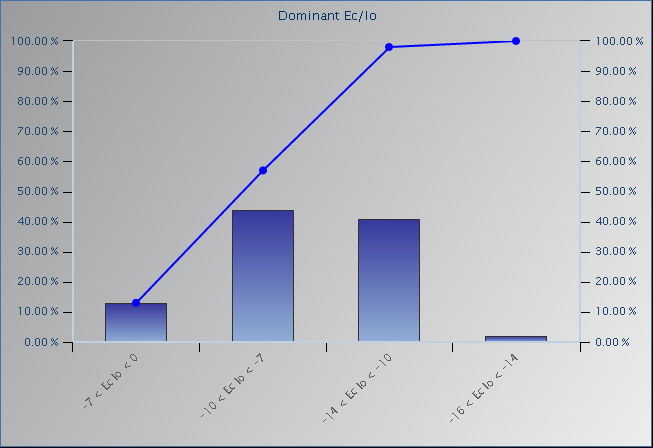 Dominant Ec/Io
100.00 % 100.00 %
90.00 % 90.00 %
80.00 % 80.00 %
70.00 % 70.00 %
60.00 % 60.00 %
50.00 % 50.00 %
40.00 % 40.00 %
30.00 % 30.00 %
20.00 % 20.00 %
10.00 % 10.00 %
0.00 % 0.00 %
-7 < Ec Io < 0
-10 < Ec Io < -7
-14 < Ec Io < -10
-16 < Ec Io < -14